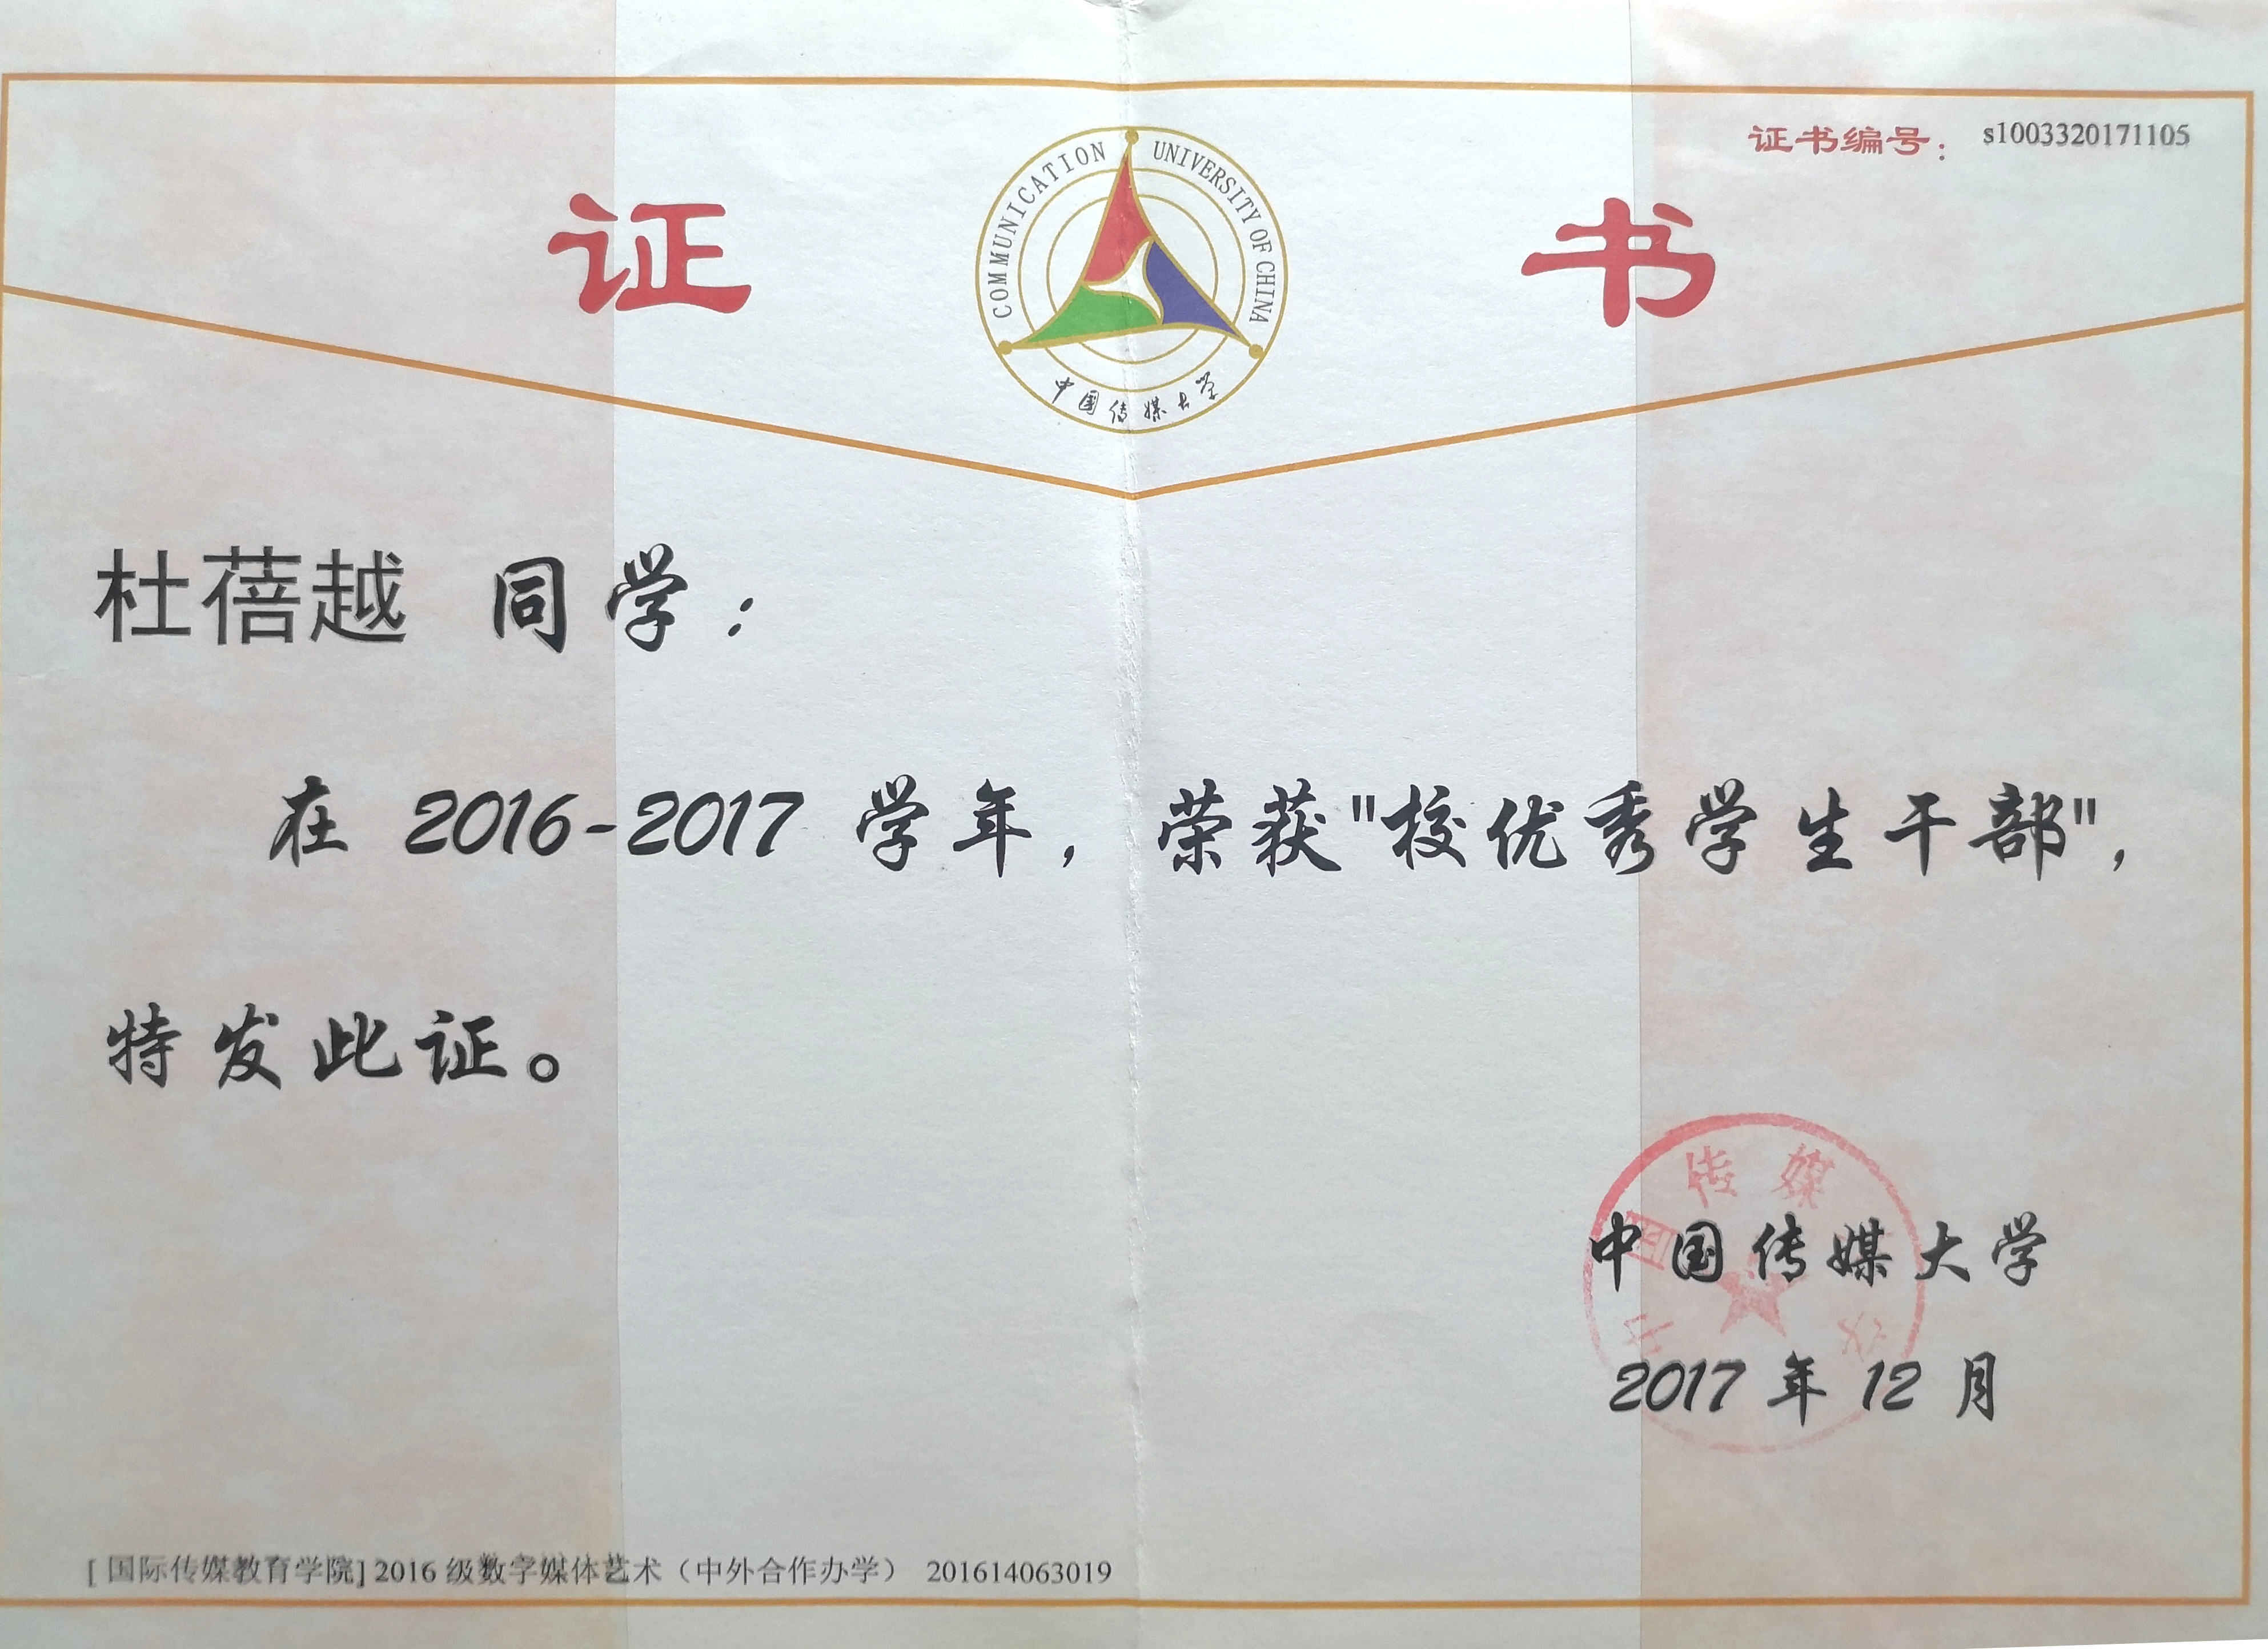 证书编号： s1003320171105
证 书
COMMUNICATION UNIVERSITY OF CHINA
中国传媒大学
杜蓓越 同学：
在 2016-2017 学年，荣获"校优秀学生干部"，
特发此证。
传媒
中国传媒大学
2017 年 12 月
[ 国际传媒教育学院] 2016 级数字媒体艺术（中外合作办学） 201614063019